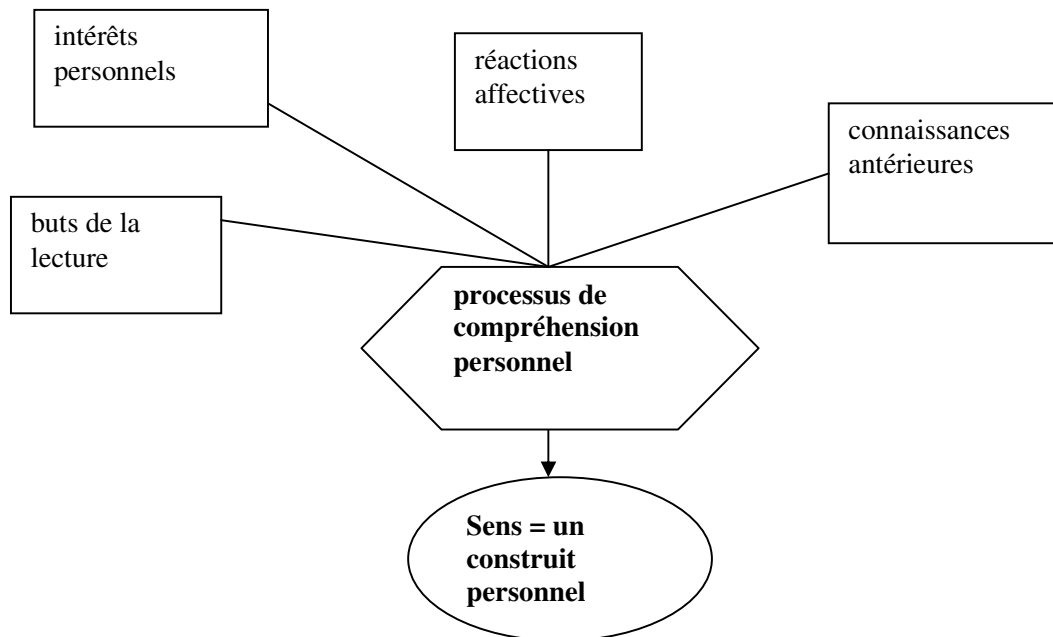 intérêts
personnels
réactions
affectives
connaissances
antérieures
buts de la
lecture
processus de
compréhension
personnel
Sens = un
construit
personnel